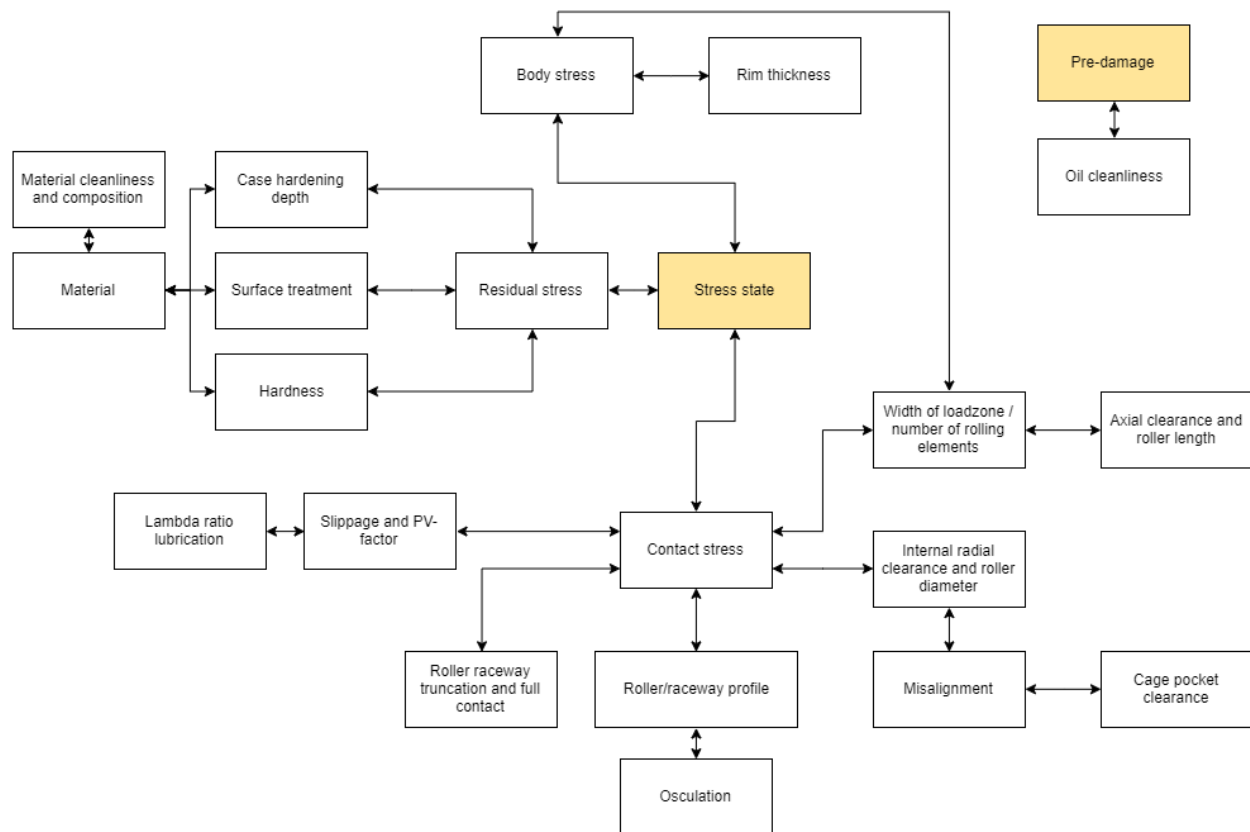 Body stress
Rim thickness
Pre-damage
Oil cleanliness
Material cleanliness
and composition
Case hardening
depth
Material
Surface treatment
Residual stress
Stress state
Hardness
Width of loadzone /
number of rolling
elements
Axial clearance and
roller length
Lambda ratio
lubrication
Slippage and PV-
factor
Contact stress
Internal radial
clearance and roller
diameter
Roller raceway
truncation and full
contact
Roller/raceway profile
Misalignment
Cage pocket
clearance
Osculation